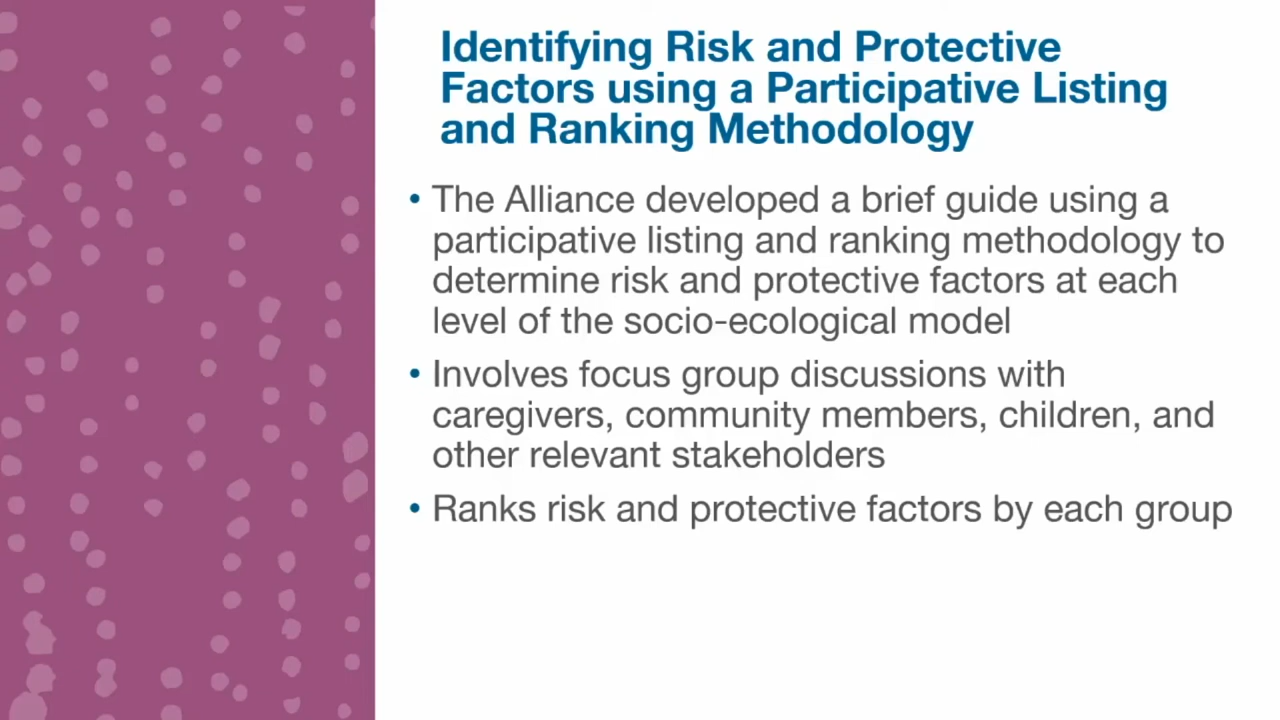 Identifying Risk and Protective
Factors using a Participative Listing
and Ranking Methodology
• The Alliance developed a brief guide using a
participative listing and ranking methodology to
determine risk and protective factors at each
level of the socio-ecological model
• Involves focus group discussions with
caregivers, community members, children, and
other relevant stakeholders
• Ranks risk and protective factors by each group